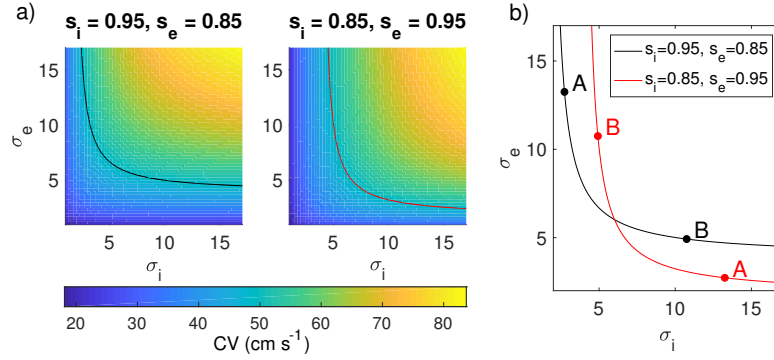 a)
s_i = 0.95, s_e = 0.85
s_i = 0.85, s_e = 0.95
b)
15
10
5
σ_e
5 10 15
σ_i
5 10 15
σ_i
20 30 40 50 60 70 80
CV (cm s⁻¹)
s_i=0.95, s_e=0.85
s_i=0.85, s_e=0.95
A
B
B
A
15
10
5
σ_e
5 10 15
σ_i